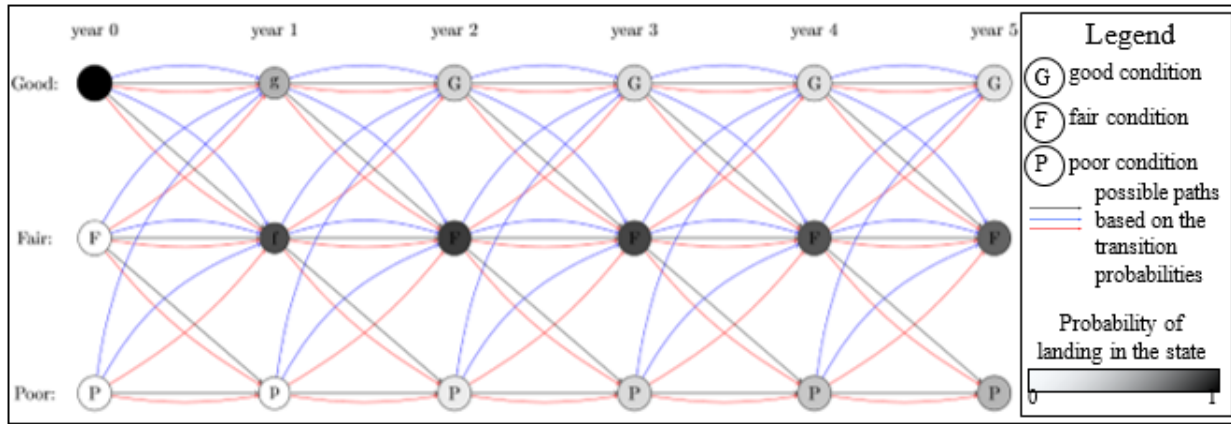 year 0 year 1 year 2 year 3 year 4 year 5
Good: g G G G G
Fair: F f F F F F
Poor: P p P P P P
Legend
G good condition
F fair condition
P poor condition
possible paths
based on the
transition
probabilities
Probability of
landing in the state
0 1